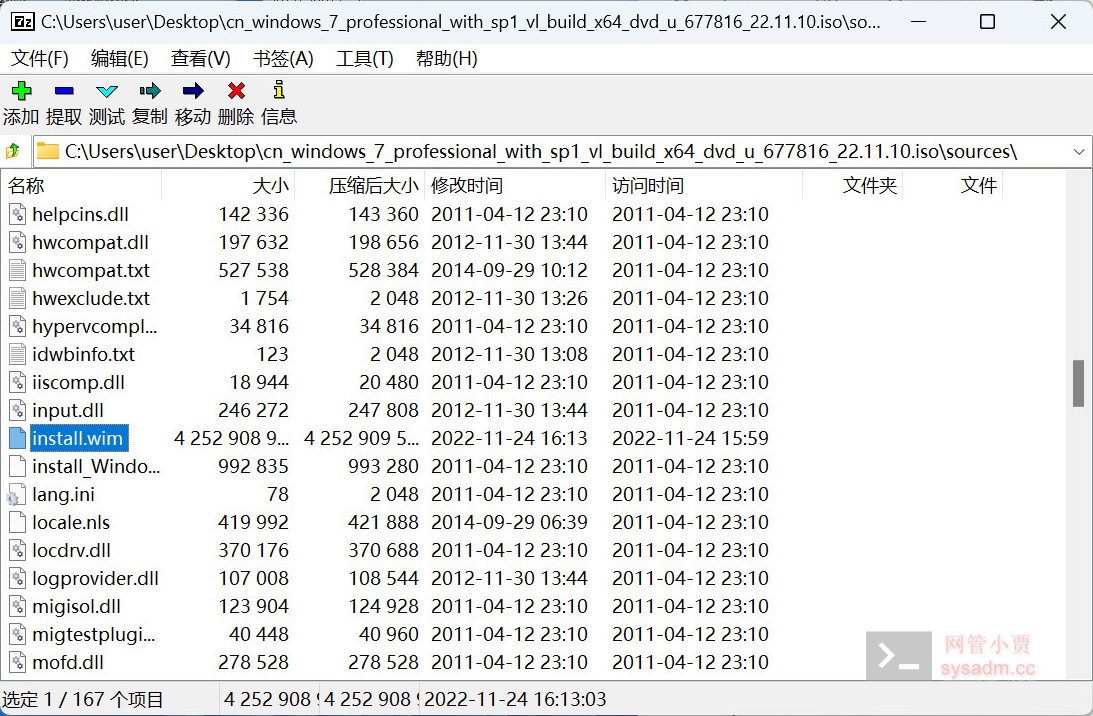 7z C:\Users\user\Desktop\cn_windows_7_professional_with_sp1_vl_build_x64_dvd_u_677816_22.11.10.iso\so...
文件(F) 编辑(E) 查看(V) 书签(A) 工具(T) 帮助(H)
添加 提取 测试 复制 移动 删除 信息
C:\Users\user\Desktop\cn_windows_7_professional_with_sp1_vl_build_x64_dvd_u_677816_22.11.10.iso\sources\
名称 大小 压缩后大小 修改时间 访问时间 文件夹 文件
helpcins.dll 142 336 143 360 2011-04-12 23:10 2011-04-12 23:10
hwcompat.dll 197 632 198 656 2012-11-30 13:44 2011-04-12 23:10
hwcompat.txt 527 538 528 384 2014-09-29 10:12 2011-04-12 23:10
hwexclude.txt 1 754 2 048 2012-11-30 13:26 2011-04-12 23:10
hypervcompl... 34 816 34 816 2011-04-12 23:10 2011-04-12 23:10
idwbinfo.txt 123 2 048 2012-11-30 13:08 2011-04-12 23:10
iiscomp.dll 18 944 20 480 2011-04-12 23:10 2011-04-12 23:10
input.dll 246 272 247 808 2012-11-30 13:44 2011-04-12 23:10
install.wim 4 252 908 9... 4 252 909 5... 2022-11-24 16:13 2022-11-24 15:59
install_Windo... 992 835 993 280 2011-04-12 23:10 2011-04-12 23:10
lang.ini 78 2 048 2011-04-12 23:10 2011-04-12 23:10
locale.nls 419 992 421 888 2014-09-29 06:39 2011-04-12 23:10
locdrv.dll 370 176 370 688 2011-04-12 23:10 2011-04-12 23:10
logprovider.dll 107 008 108 544 2012-11-30 13:44 2011-04-12 23:10
migisol.dll 123 904 124 928 2011-04-12 23:10 2011-04-12 23:10
migtestplugi... 40 448 40 960 2011-04-12 23:10 2011-04-12 23:10
mofd.dll 278 528 278 528 2011-04-12 23:10 2011-04-12 23:10
网管小贾
sysadm.cc
选定 1 / 167 个项目 4 252 908 4 252 908 2022-11-24 16:13:03